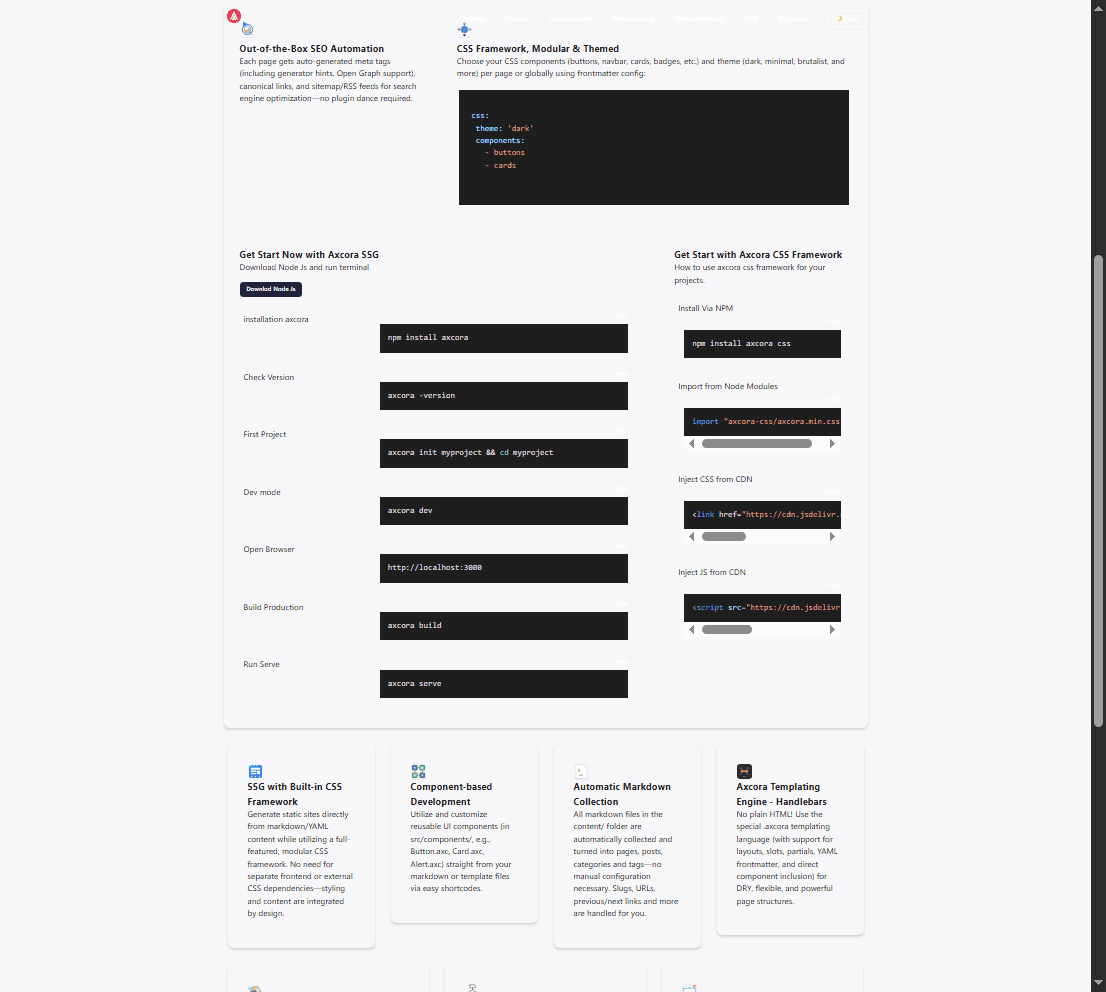 Out-of-the-Box SEO Automation
Each page gets auto-generated meta tags
(including generator hints, Open Graph support),
canonical links, and sitemap/RSS feeds for search
engine optimization—no plugin dance required.
CSS Framework, Modular & Themed
Choose your CSS components (buttons, navbar, cards, badges, etc.) and theme (dark, minimal, brutalist, and
more) per page or globally using frontmatter config:
css:
theme: 'dark'
components:
- buttons
- cards
Get Start Now with Axcora SSG
Download Node Js and run terminal
Downlod Node Js
installation axcora
npm install axcora
Check Version
axcora -version
First Project
axcora init myproject && cd myproject
Dev mode
axcora dev
Open Browser
http://localhost:3000
Build Production
axcora build
Run Serve
axcora serve
Get Start with Axcora CSS Framework
How to use axcora css framework for your
projects.
Install Via NPM
npm install axcora css
Import from Node Modules
import "axcora-css/axcora.min.css
Inject CSS from CDN
<link href="https://cdn.jsdelivr.
Inject JS from CDN
<script src="https://cdn.jsdelivr
SSG with Built-in CSS
Framework
Generate static sites directly
from markdown/YAML
content while utilizing a full-
featured, modular CSS
framework. No need for
separate frontend or external
CSS dependencies—styling
and content are integrated
by design.
Component-based
Development
Utilize and customize
reusable UI components (in
src/components/, e.g.,
Button.axc, Card.axc,
Alert.axc) straight from your
markdown or template files
via easy shortcodes.
Automatic Markdown
Collection
All markdown files in the
content/ folder are
automatically collected and
turned into pages, posts,
categories and tags—no
manual configuration
necessary. Slugs, URLs,
previous/next links and more
are handled for you.
Axcora Templating
Engine - Handlebars
No plain HTML! Use the
special .axcora templating
language (with support for
layouts, slots, partials, YAML
frontmatter, and direct
component inclusion) for
DRY, flexible, and powerful
page structures.